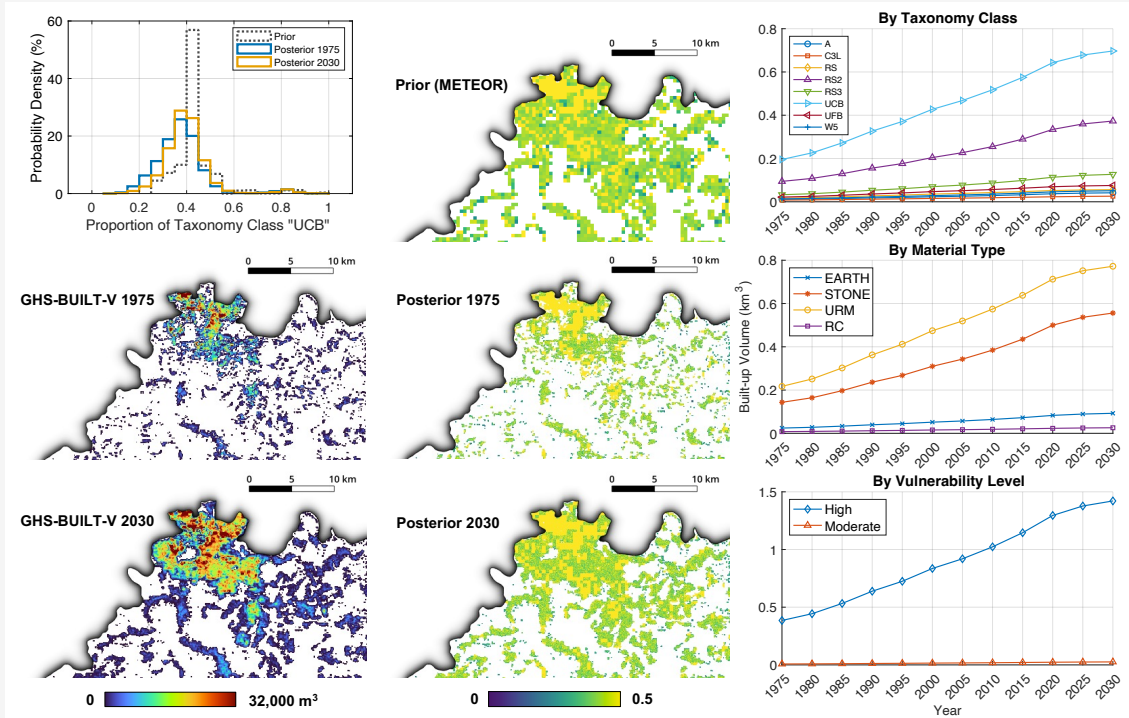 60
40
20
0
Probability Density (%)
Prior
Posterior 1975
Posterior 2030
0 0.2 0.4 0.6 0.8 1
Proportion of Taxonomy Class "UCB"
0 5 10 km
Prior (METEOR)
By Taxonomy Class
0.8
0.6
0.4
0.2
0
A
C3L
RS
RS2
RS3
UCB
UFB
W5
1975 1980 1985 1990 1995 2000 2005 2010 2015 2020 2025 2030
0 5 10 km
GHS-BUILT-V 1975
0 5 10 km
Posterior 1975
By Material Type
Built-up Volume (km³)
0.8
0.6
0.4
0.2
0
EARTH
STONE
URM
RC
1975 1980 1985 1990 1995 2000 2005 2010 2015 2020 2025 2030
0 5 10 km
GHS-BUILT-V 2030
0 5 10 km
Posterior 2030
By Vulnerability Level
1.5
1
0.5
0
High
Moderate
1975 1980 1985 1990 1995 2000 2005 2010 2015 2020 2025 2030
Year
0 32,000 m³
0 0.5